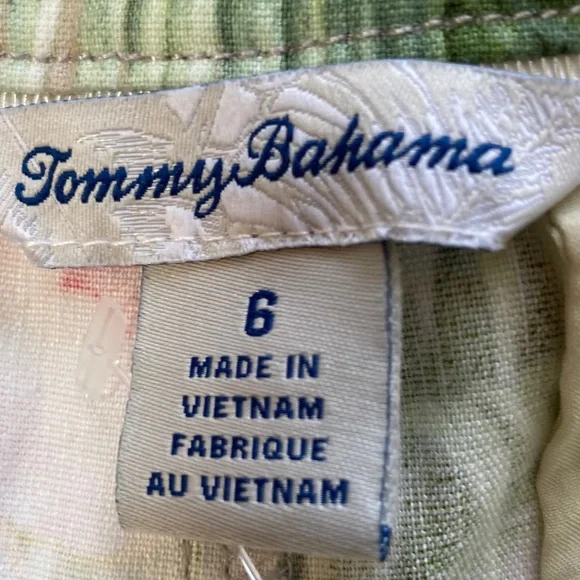 Tommy Bahama
6
MADE IN
VIETNAM
FABRIQUE
AU VIETNAM